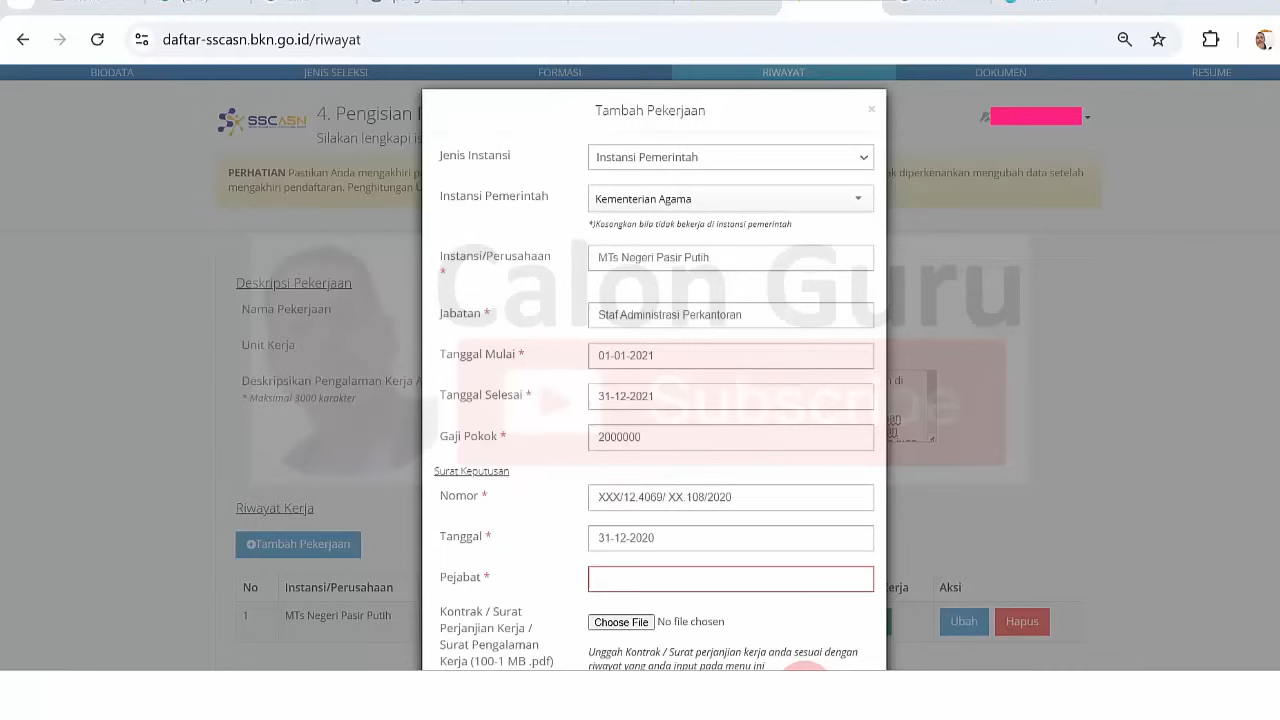 daftar-sscasn.bkn.go.id/riwayat
BIODATA JENIS SELEKSI FORMASI RIWAYAT DOKUMEN RESUME
SSCASN 4. Pengisian
Silakan lengkapi is
PERHATIAN Pastikan Anda mengakhiri
k diperkenankan mengubah data setelah
mengakhiri pendaftaran. Penghitungan
Tambah Pekerjaan ×
Jenis Instansi Instansi Pemerintah
Instansi Pemerintah Kementerian Agama
*)Kosongkan bila tidak bekerja di instansi pemerintah
Instansi/Perusahaan * MTs Negeri Pasir Putih
Jabatan * Staf Administrasi Perkantoran
Tanggal Mulai * 01-01-2021
Tanggal Selesai * 31-12-2021
Gaji Pokok * 2000000
Surat Keputusan
Nomor * XXX/12.4069/ XX.108/2020
Tanggal * 31-12-2020
Pejabat *
Kontrak / Surat
Perjanjian Kerja /
Surat Pengalaman
Kerja (100-1 MB .pdf)
Choose File No file chosen
Unggah Kontrak / Surat perjanjian kerja anda sesuai dengan
riwayat yang anda input pada menu ini
Deskripsi Pekerjaan
Nama Pekerjaan
Unit Kerja
Deskripsikan Pengalaman Kerja A
* Maksimal 3000 karakter
Riwayat Kerja
Tambah Pekerjaan
No Instansi/Perusahaan erja Aksi
1 MTs Negeri Pasir Putih Ubah Hapus
Calon Guru
Subscribe